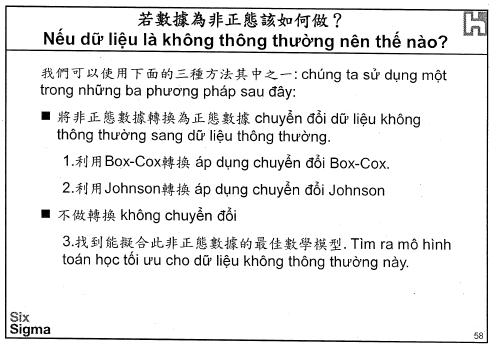 若數據為非正態該如何做？
Nếu dữ liệu là không thông thường nên thế nào?
我們可以使用下面的三種方法其中之一: chúng ta sử dụng một
trong những ba phương pháp sau đây:
■ 將非正態數據轉換為正態數據 chuyển đổi dữ liệu không
thông thường sang dữ liệu thông thường.
1.利用Box-Cox轉換 áp dụng chuyển đổi Box-Cox.
2.利用Johnson轉換 áp dụng chuyển đổi Johnson
■ 不做轉換 không chuyển đổi
3.找到能擬合此非正態數據的最佳數學模型. Tìm ra mô hình
toán học tối ưu cho dữ liệu không thông thường này.
Six
Sigma
58